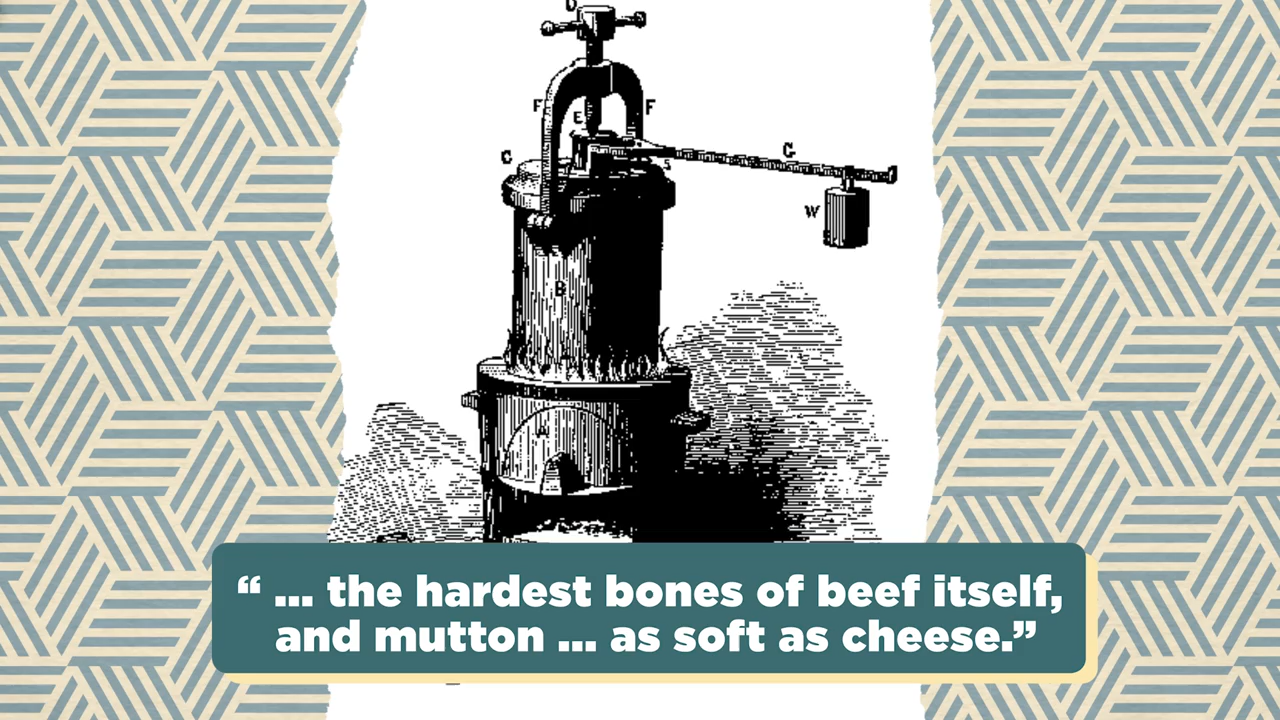 F
F
E
C
S
G
W
B
“ ... the hardest bones of beef itself,
and mutton ... as soft as cheese.”